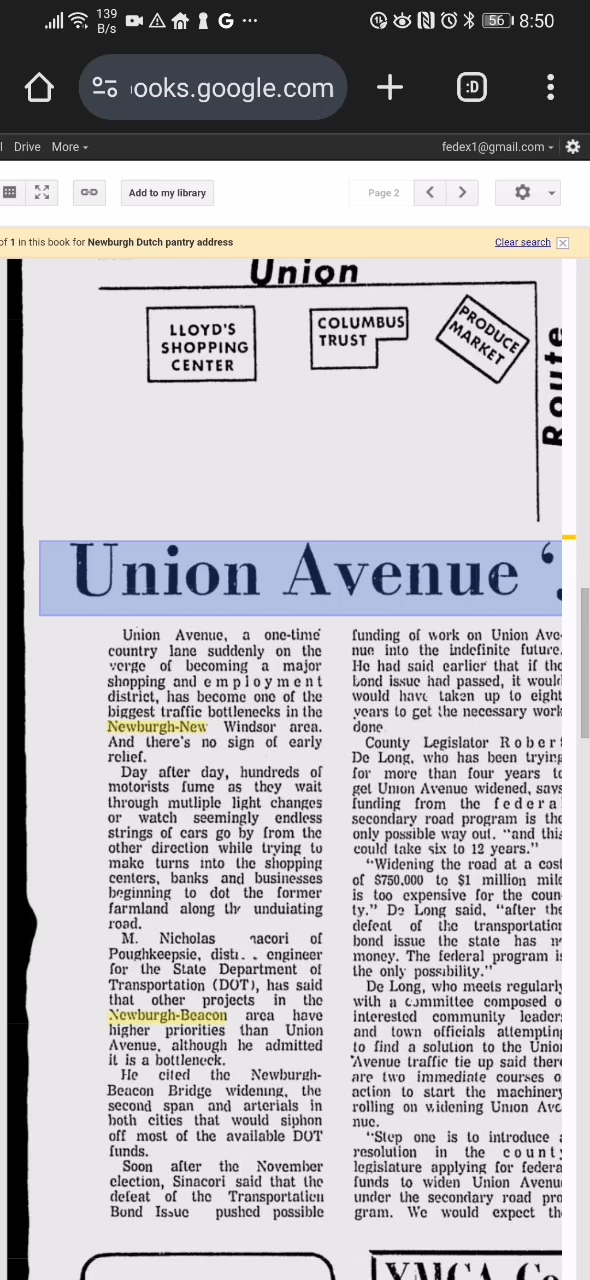 139
B/s
G
56
8:50
ooks.google.com
:D
l Drive More
fedex1@gmail.com
Add to my library
Page 2
of 1 in this book for Newburgh Dutch pantry address
Clear search
Union
LLOYD'S
SHOPPING
CENTER
COLUMBUS
TRUST
PRODUCE
MARKET
Route
Union Avenue '
Union Avenue, a one-time
country lane suddenly on the
verge of becoming a major
shopping and employment
district, has become one of the
biggest traffic bottlenecks in the
Newburgh-New Windsor area.
And there's no sign of early
relief.
Day after day, hundreds of
motorists fume as they wait
through mutliple light changes
or watch seemingly endless
strings of cars go by from the
other direction while trying to
make turns into the shopping
centers, banks and businesses
beginning to dot the former
farmland along the unduiating
road.
M. Nicholas nacori of
Poughkeepsie, engineer
for the State Department of
Transportation (DOT), has said
that other projects in the
Newburgh-Beacon area have
higher priorities than Union
Avenue, although he admitted
it is a bottleneck.
He cited the Newburgh-
Beacon Bridge widening, the
second span and arterials in
both cities that would siphon
off most of the available DOT
funds.
Soon after the November
election, Sinacori said that the
defeat of the Transportation
Bond Issue pushed possible
funding of work on Union Ave-
nue into the indefinite future.
He had said earlier that if the
bond issue had passed, it would
would have taken up to eight
years to get the necessary work
done.
County Legislator Rober
De Long, who has been trying
for more than four years to
get Union Avenue widened, says
funding from the federa
secondary road program is the
only possible way out, "and this
could take six to 12 years."
"Widening the road at a cost
of $750,000 to $1 million mile
is too expensive for the coun-
ty." De Long said, "after the
defeat of the transportation
bond issue the state has n
money. The federal program is
the only possibility."
De Long, who meets regularly
with a committee composed o
interested community leaders
and town officials attempting
to find a solution to the Union
Avenue traffic tie up said there
are two immediate courses o
action to start the machinery
rolling on widening Union Ave-
nue.
"Step one is to introduce a
resolution in the county
legislature applying for federa
funds to widen Union Avenue
under the secondary road pro-
gram. We would expect the
YMCA Co